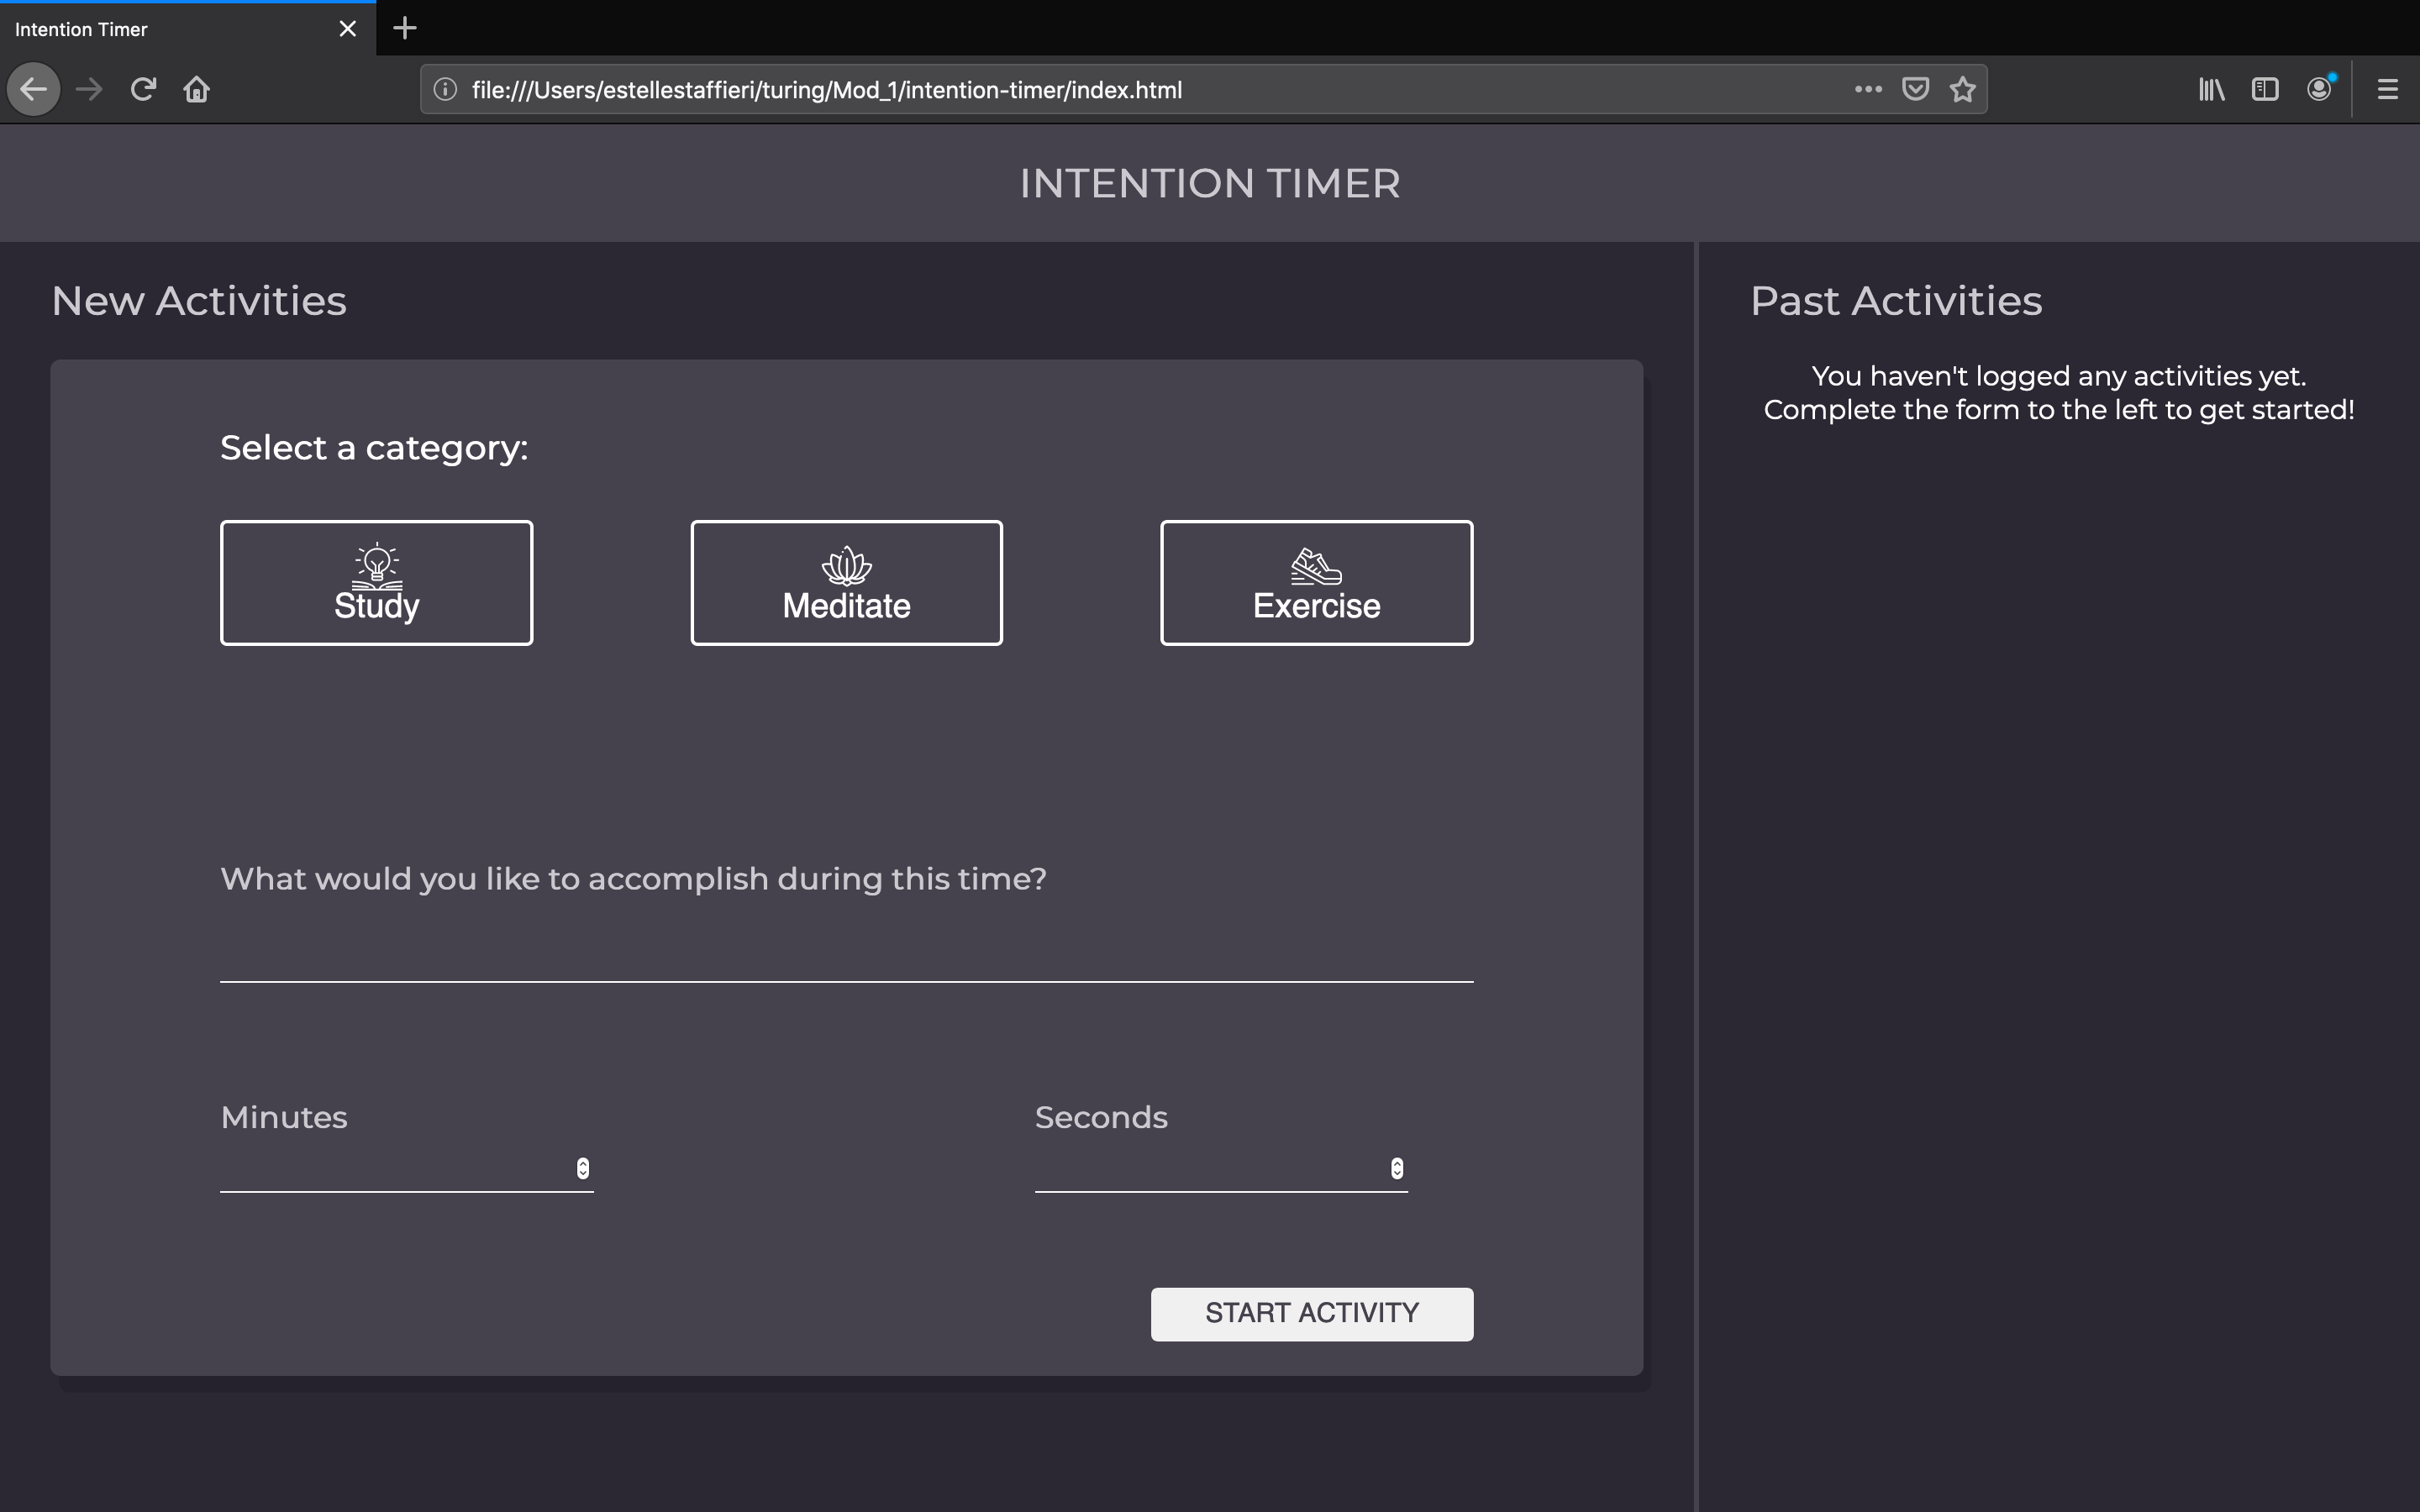 Intention Timer
file:///Users/estellestaffieri/turing/Mod_1/intention-timer/index.html
INTENTION TIMER
New Activities
Select a category:
Study
Meditate
Exercise
What would you like to accomplish during this time?
Minutes
Seconds
START ACTIVITY
Past Activities
You haven't logged any activities yet.
Complete the form to the left to get started!